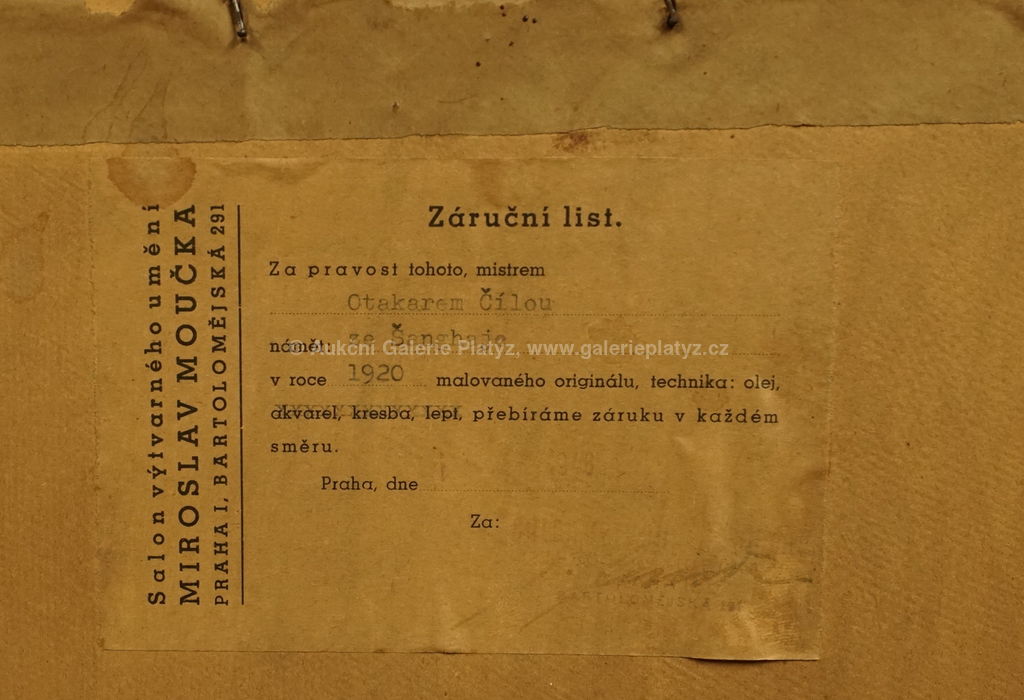 Salon výtvarného umění
MIROSLAV MOUČKA
PRAHA I, BARTOLOMĚJSKÁ 291
Záruční list.
Za pravost tohoto, mistrem
Otakarem Čílou
námět: ze Šanghaje
© Aukční Galerie Platýz, www.galerieplatyz.cz
v roce 1920 malovaného originálu, technika: olej,
akvarel, kresba, lept, přebíráme záruku v každém
směru.
Praha, dne
Za: